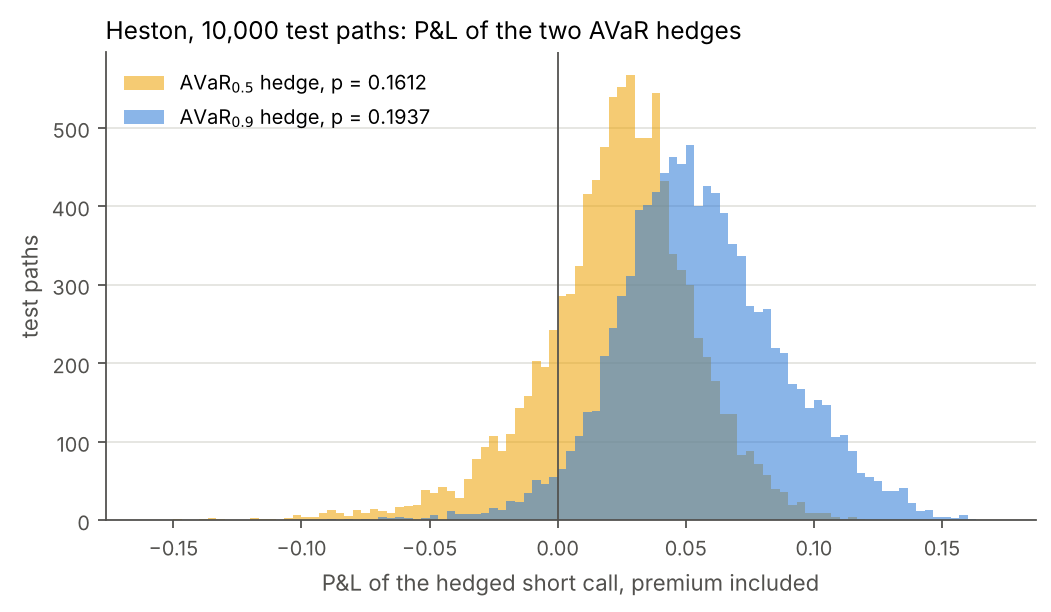 Heston, 10,000 test paths: P&L of the two AVaR hedges
AVaR₀.₅ hedge, p = 0.1612
AVaR₀.₉ hedge, p = 0.1937
500
400
300
200
100
0
test paths
−0.15
−0.10
−0.05
0.00
0.05
0.10
0.15
P&L of the hedged short call, premium included